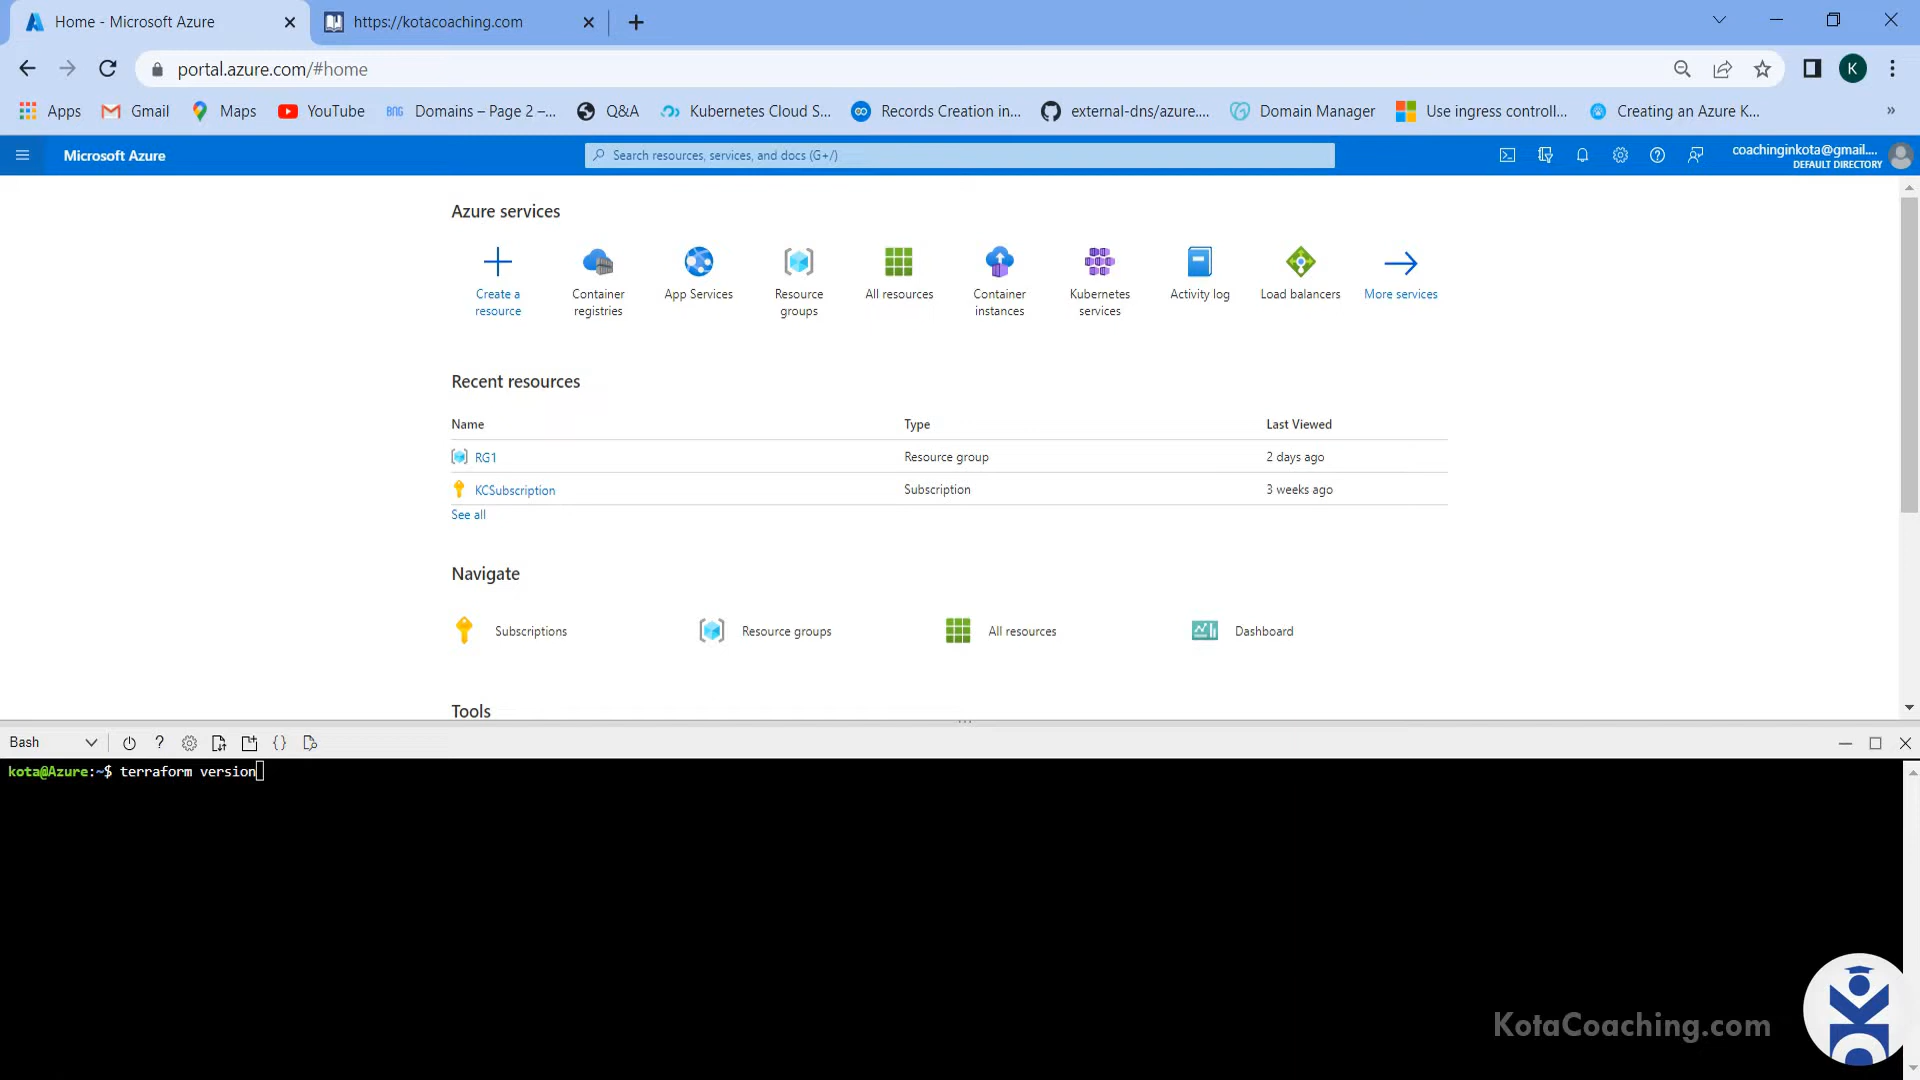 Home - Microsoft Azure
https://kotacoaching.com
portal.azure.com/#home
K
Apps
Gmail
Maps
YouTube
BNG Domains – Page 2 –...
Q&A
Kubernetes Cloud S...
Records Creation in...
external-dns/azure....
Domain Manager
Use ingress controll...
Creating an Azure K...
»
Microsoft Azure
Search resources, services, and docs (G+/)
coachinginkota@gmail....
DEFAULT DIRECTORY
Azure services
Create a
resource
Container
registries
App Services
Resource
groups
All resources
Container
instances
Kubernetes
services
Activity log
Load balancers
More services
Recent resources
Name Type Last Viewed
RG1 Resource group 2 days ago
KCSubscription Subscription 3 weeks ago
See all
Navigate
Subscriptions
Resource groups
All resources
Dashboard
Tools
Bash
?
{}
kota@Azure:~$ terraform version
KotaCoaching.com